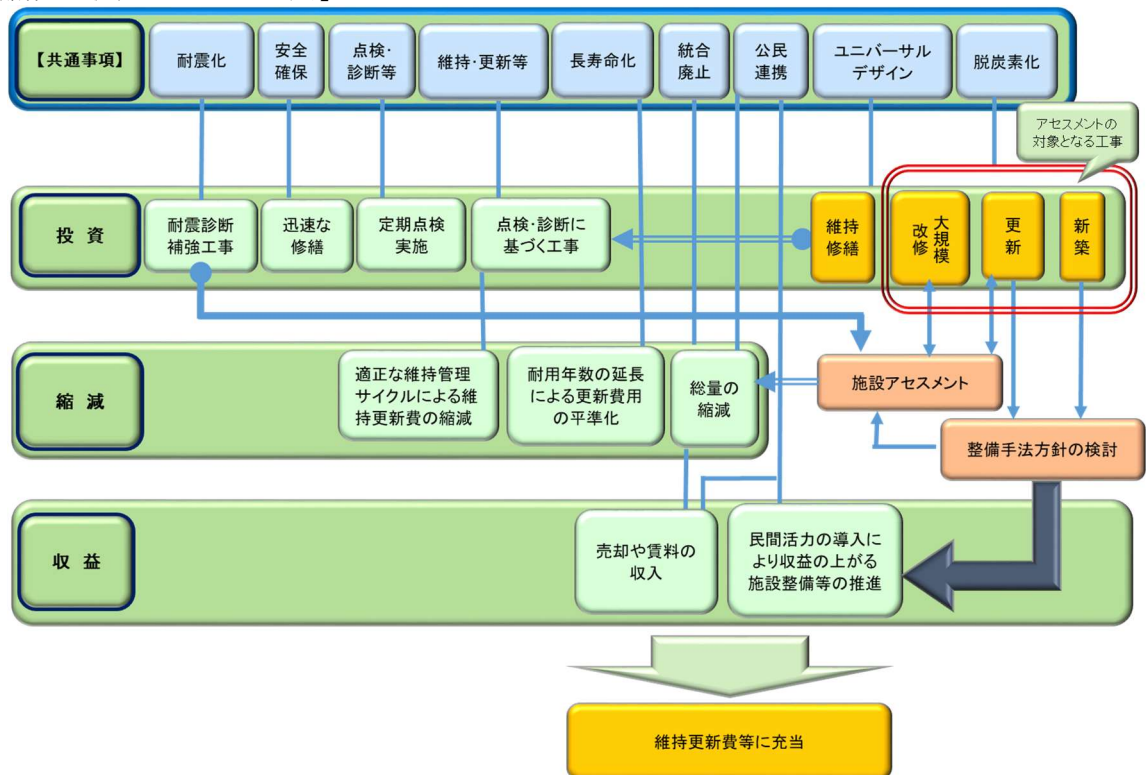 【共通事項】
耐震化
安全
確保
点検・
診断等
維持・更新等
長寿命化
統合
廃止
公民
連携
ユニバーサル
デザイン
脱炭素化
アセスメントの
対象となる工事
投 資
耐震診断
補強工事
迅速な
修繕
定期点検
実施
点検・診断に
基づく工事
維持
修繕
大規模
改修
更新
新築
縮 減
適正な維持管理
サイクルによる維
持更新費の縮減
耐用年数の延長
による更新費用
の平準化
総量の
縮減
施設アセスメント
整備手法方針の検討
収 益
売却や賃料の
収入
民間活力の導入に
より収益の上がる
施設整備等の推進
維持更新費等に充当